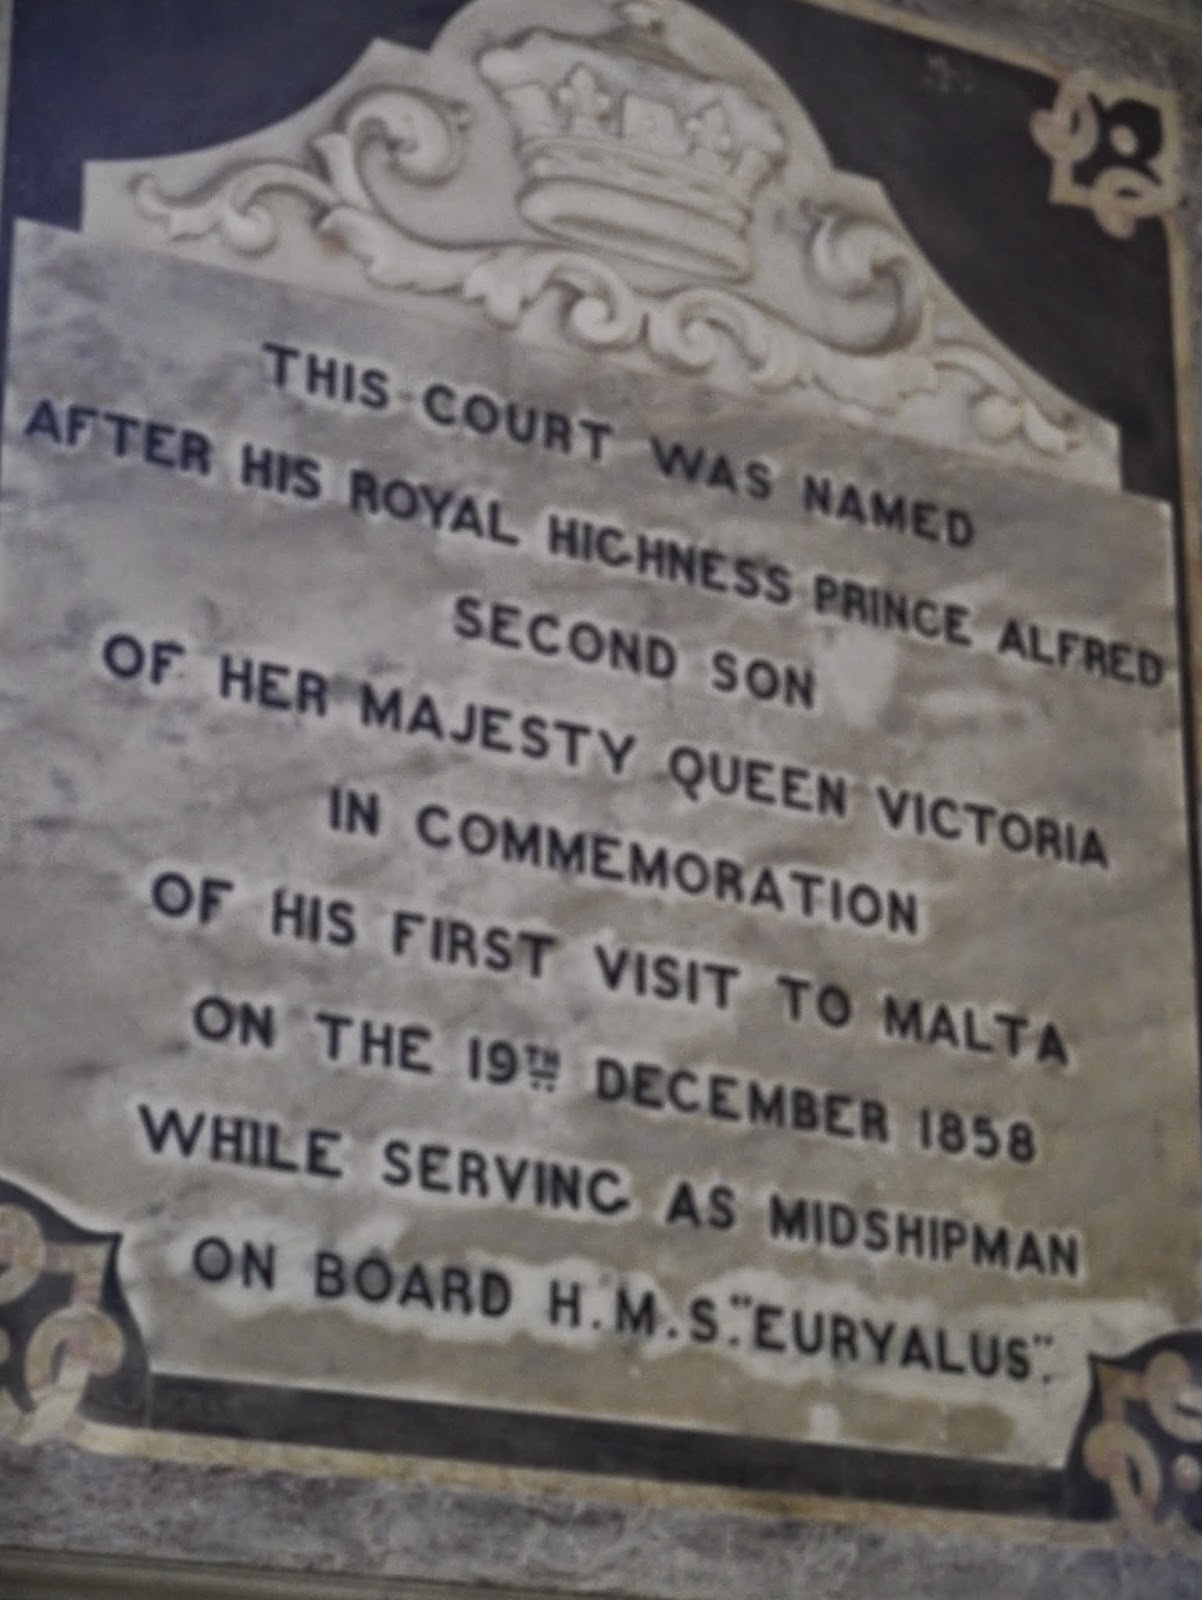 THIS COURT WAS NAMED
AFTER HIS ROYAL HIGHNESS PRINCE ALFRED
SECOND SON
OF HER MAJESTY QUEEN VICTORIA
IN COMMEMORATION
OF HIS FIRST VISIT TO MALTA
ON THE 19TH DECEMBER 1858
WHILE SERVING AS MIDSHIPMAN
ON BOARD H.M.S. "EURYALUS".